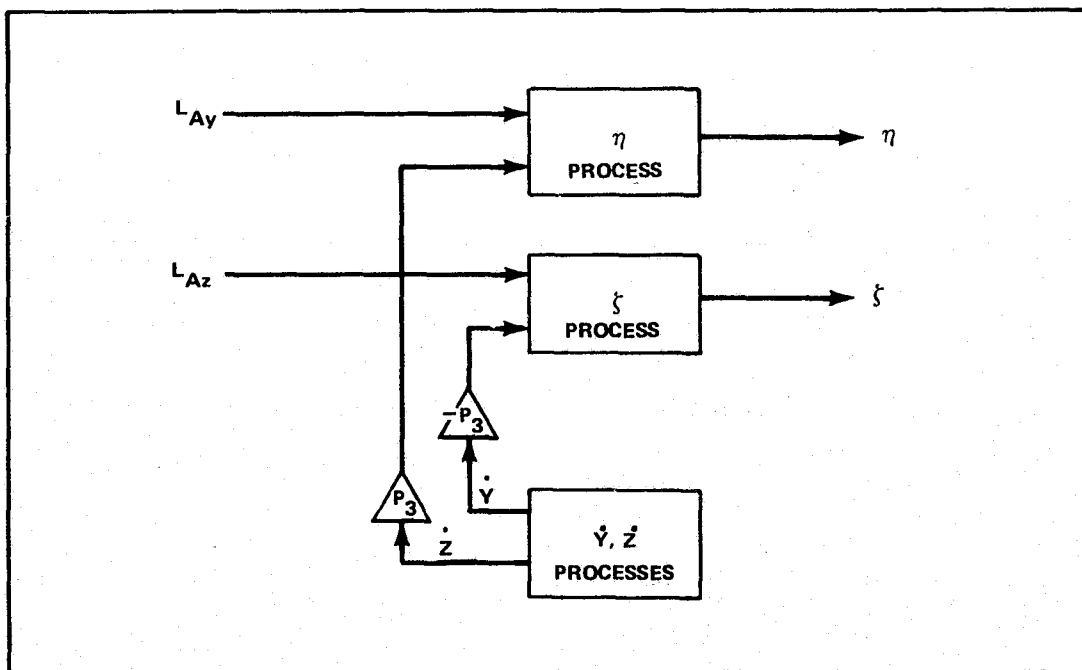 L_Ay
η
PROCESS
η
L_Az
ζ
PROCESS
ζ
-P_3
Ẏ
P_3
Ż
Ẏ, Ż
PROCESSES